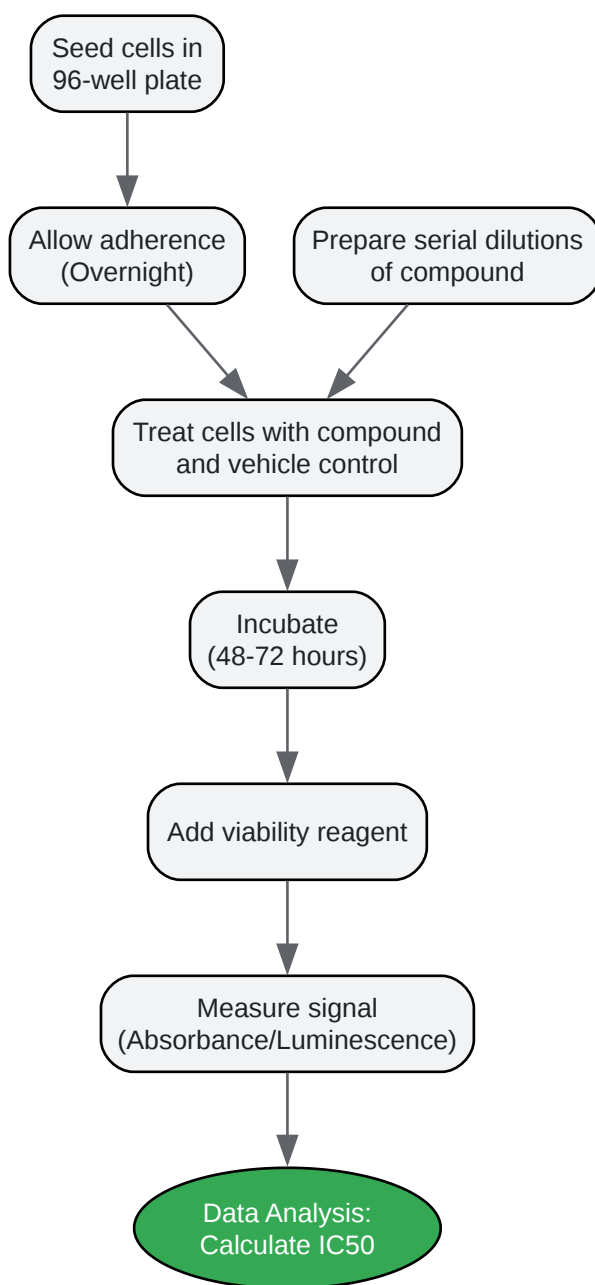 Seed cells in
96-well plate
Allow adherence
(Overnight)
Prepare serial dilutions
of compound
Treat cells with compound
and vehicle control
Incubate
(48-72 hours)
Add viability reagent
Measure signal
(Absorbance/Luminescence)
Data Analysis:
Calculate IC50